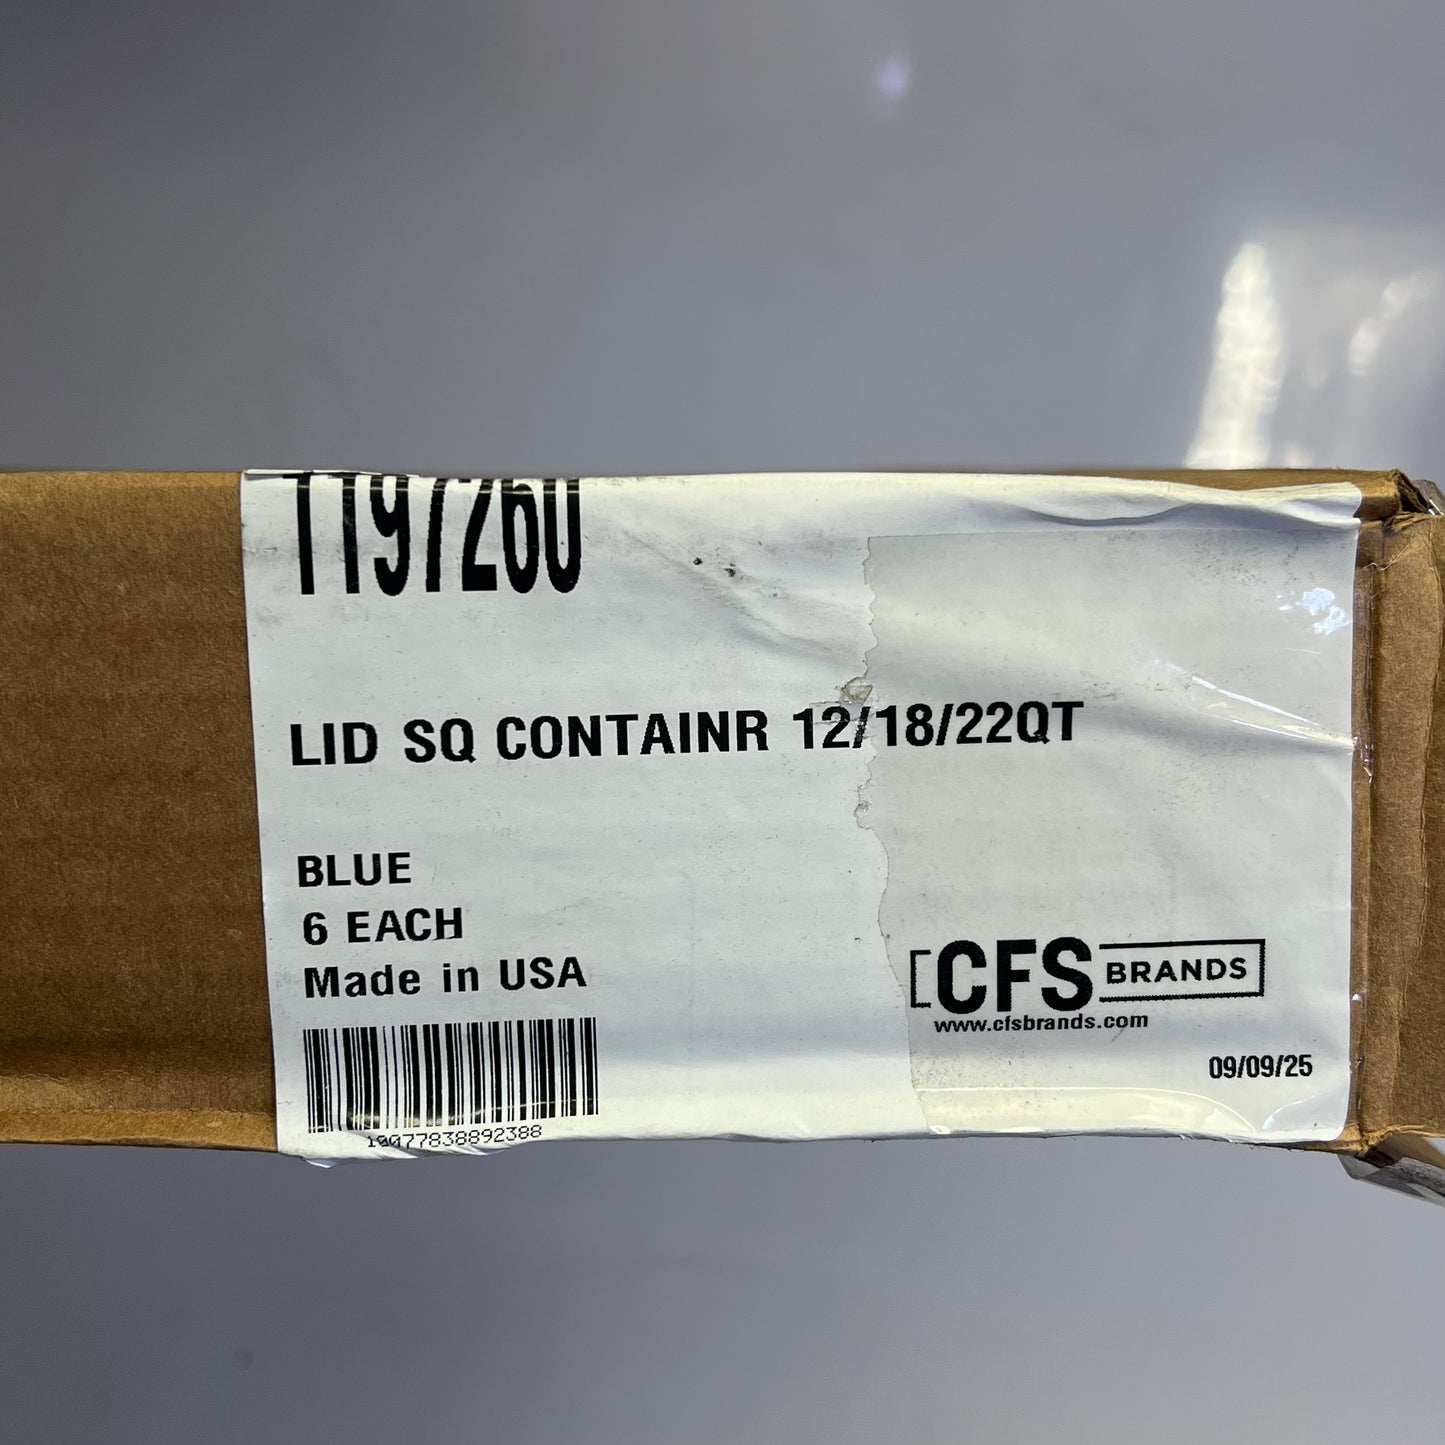 1197260
LID SQ CONTAINR 12/18/22QT
BLUE
6 EACH
Made in USA
10077838892388
CFS BRANDS
www.cfsbrands.com
09/09/25